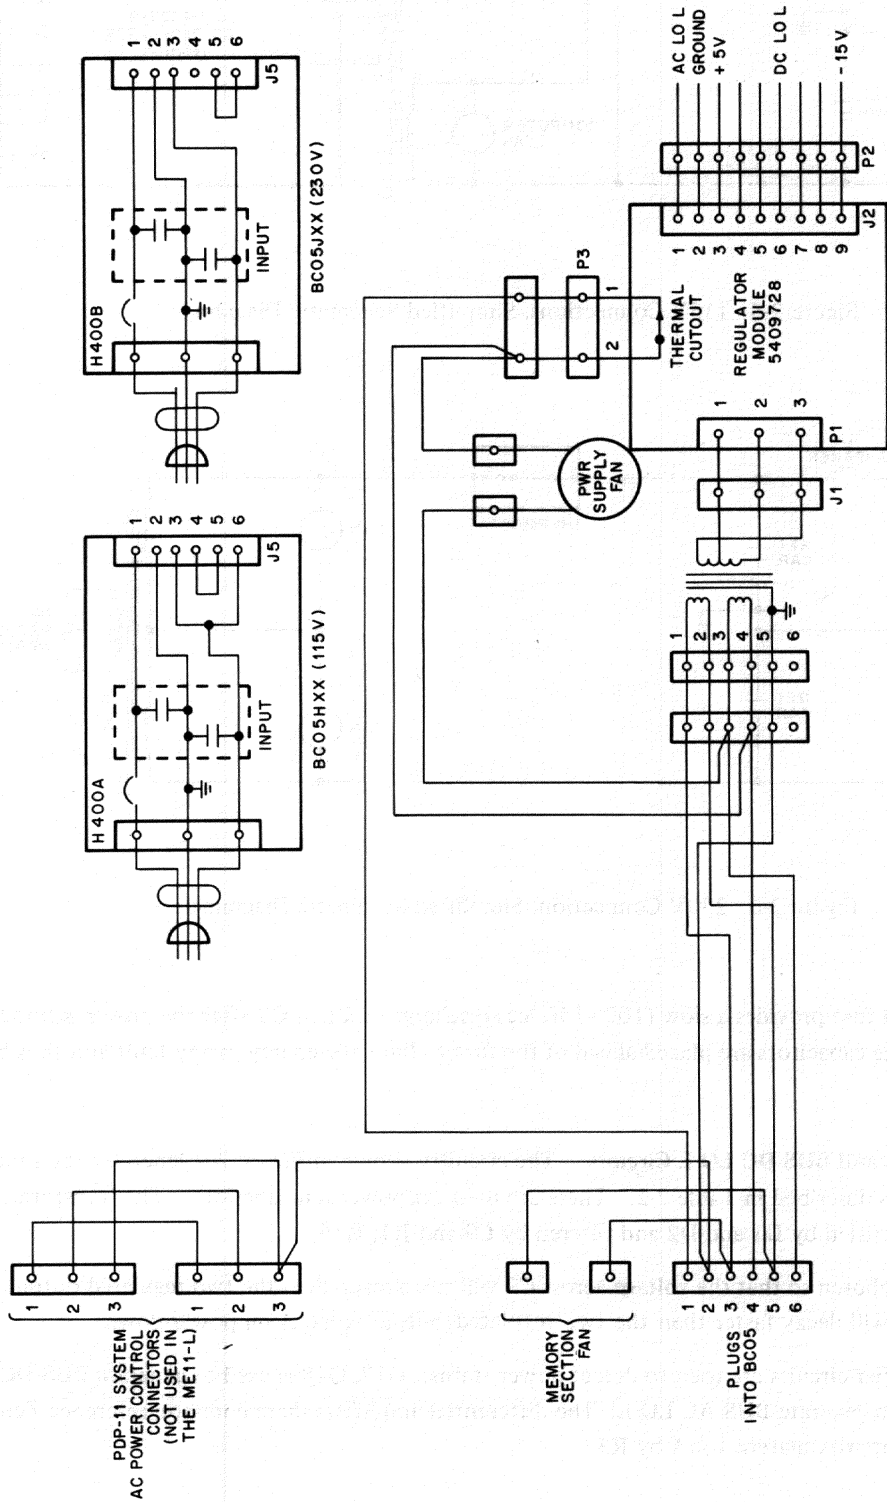 PDP-11 SYSTEM
AC POWER CONTROL
CONNECTORS
(NOT USED IN
THE ME11-L)
1
2
3
1
2
3
H400A
INPUT
1
2
3
4
5
6
J5
BC05HXX (115V)
H400B
INPUT
1
2
3
4
5
6
J5
BC05JXX (230V)
MEMORY
SECTION
FAN
PLUGS
INTO BC05
1
2
3
4
5
6
PWR
SUPPLY
FAN
P3
1
2
THERMAL
CUTOUT
REGULATOR
MODULE
5409728
1
2
3
4
5
6
J1
P1
1
2
3
1
2
3
4
5
6
7
8
9
J2
P2
AC LO L
GROUND
+5V
DC LO L
-15V